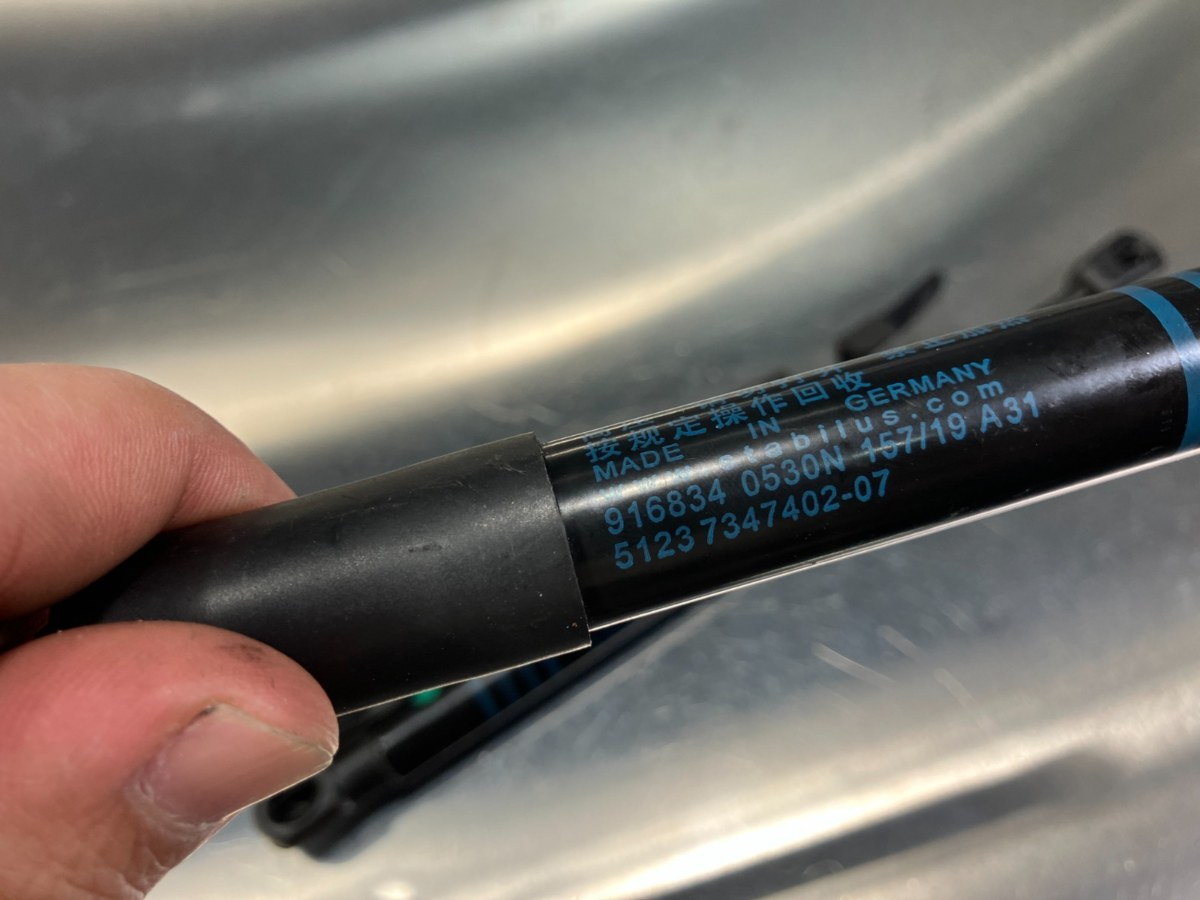 按规定操作回收
MADE IN GERMANY
www.stabilus.com
916834 0530N 157/19 A31
51237347402-07